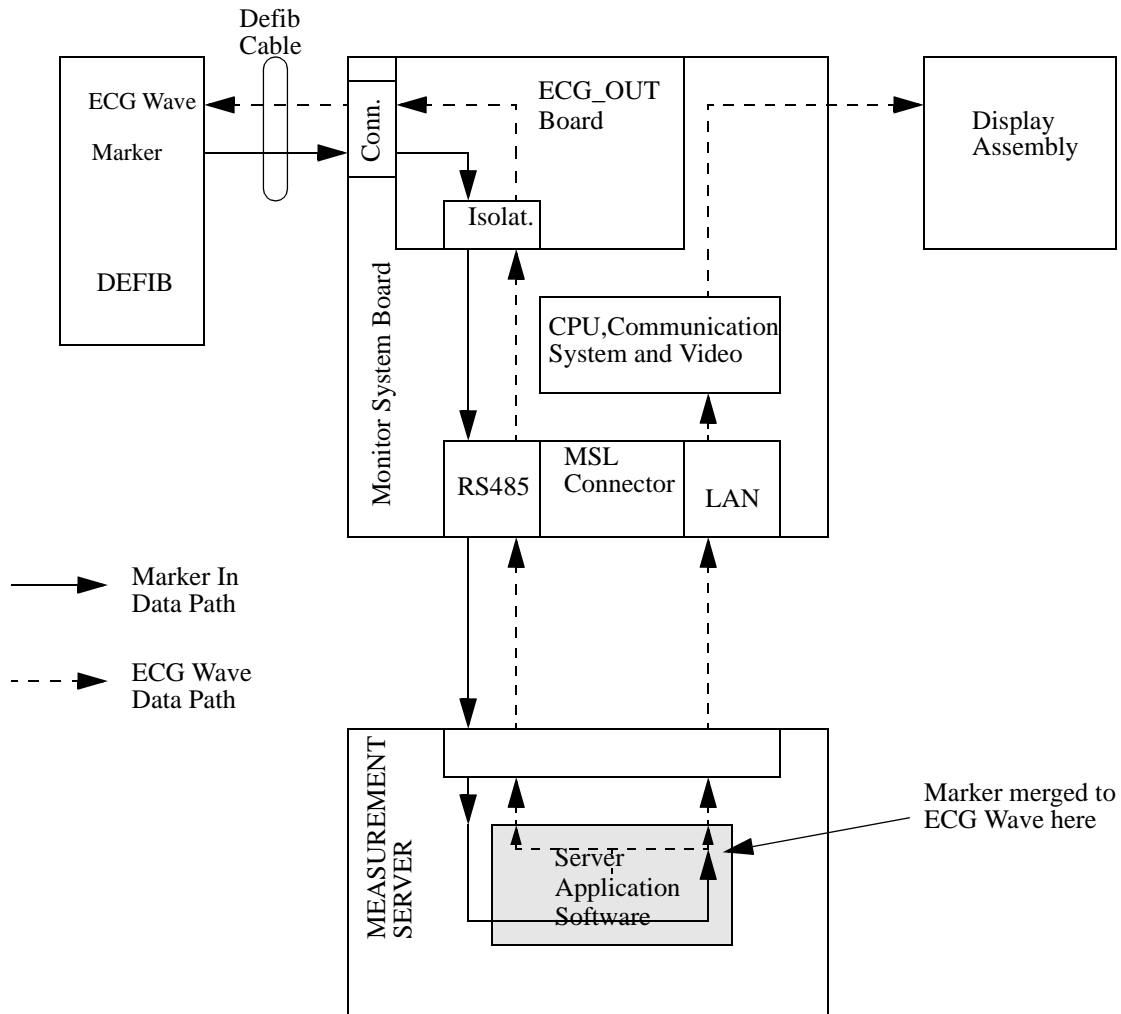 Defib
Cable
ECG Wave
Marker
DEFIB
Conn.
ECG_OUT
Board
Isolat.
Display
Assembly
Monitor System Board
CPU,Communication
System and Video
RS485
MSL
Connector
LAN
Marker In
Data Path
ECG Wave
Data Path
MEASUREMENT
SERVER
Server
Application
Software
Marker merged to
ECG Wave here